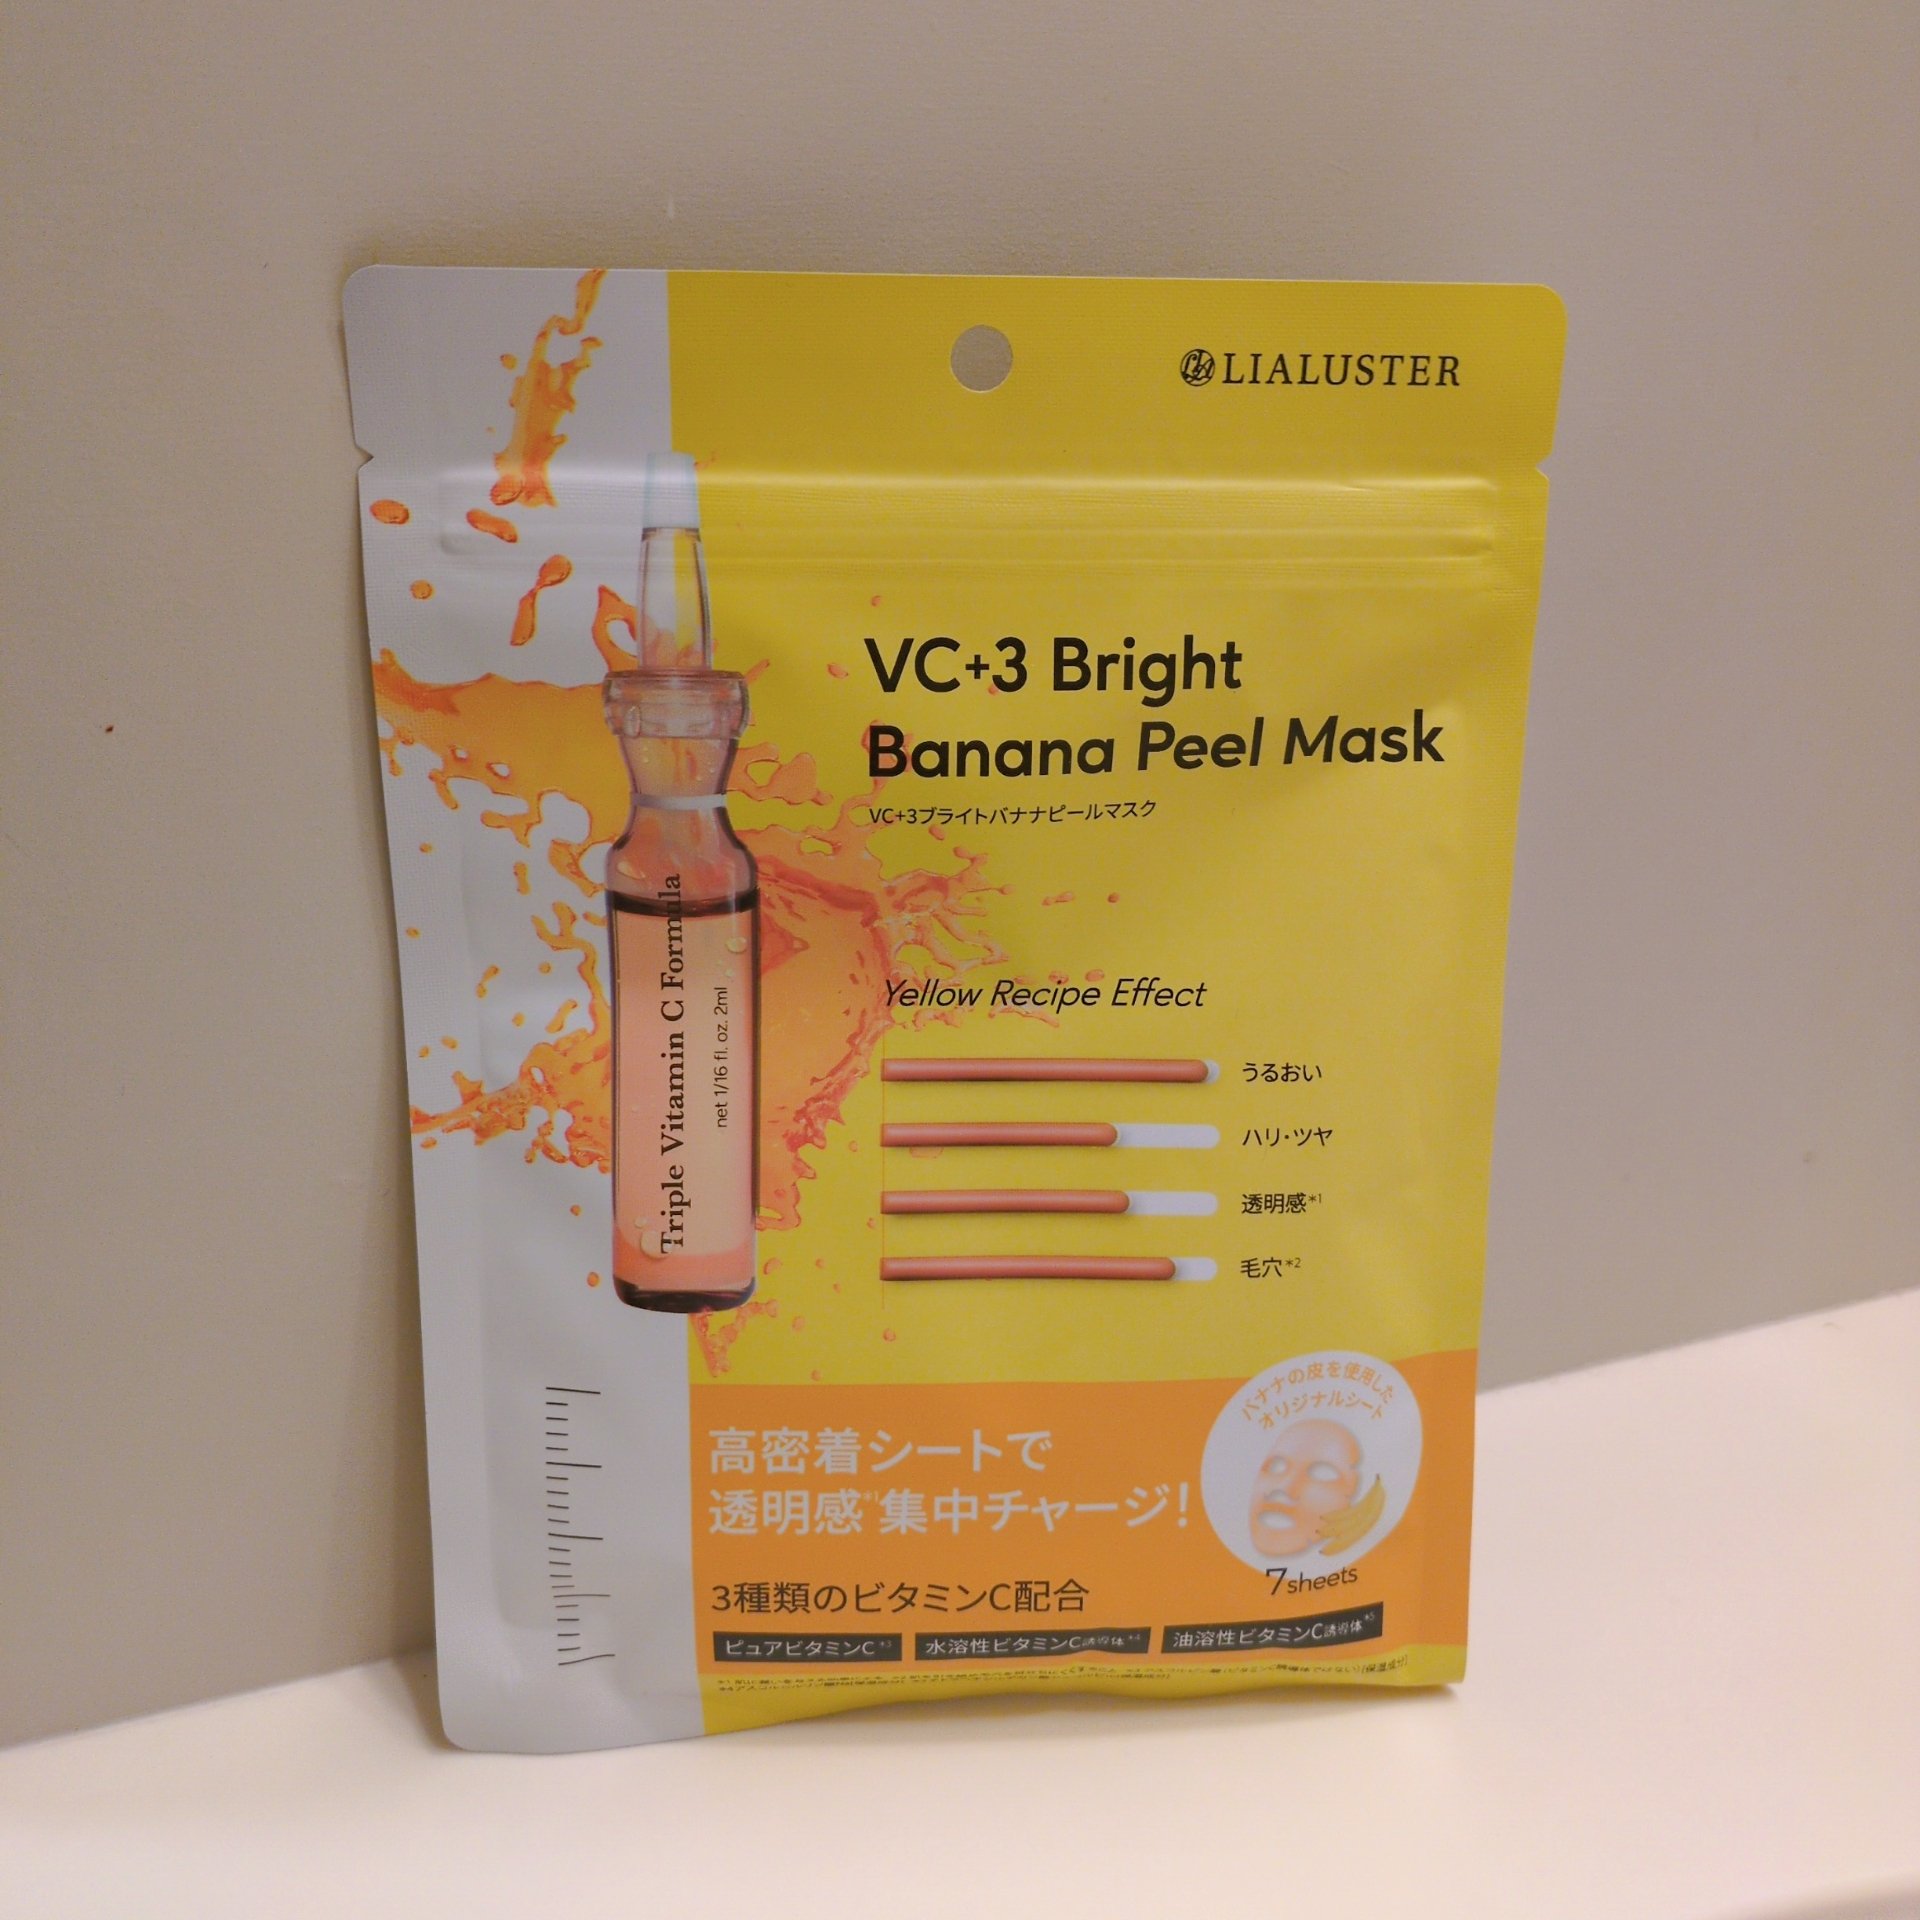 LIALUSTER
VC+3 Bright
Banana Peel Mask
VC+3ブライトバナナピールマスク
Triple Vitamin C Formula
net 1/16 fl. oz. 2ml
Yellow Recipe Effect
うるおい
ハリ・ツヤ
透明感*1
毛穴*2
バナナの皮を使用した
オリジナルシート
高密着シートで
透明感*1集中チャージ!
7sheets
3種類のビタミンC配合
ピュアビタミンC*3
水溶性ビタミンC誘導体*4
油溶性ビタミンC誘導体*5